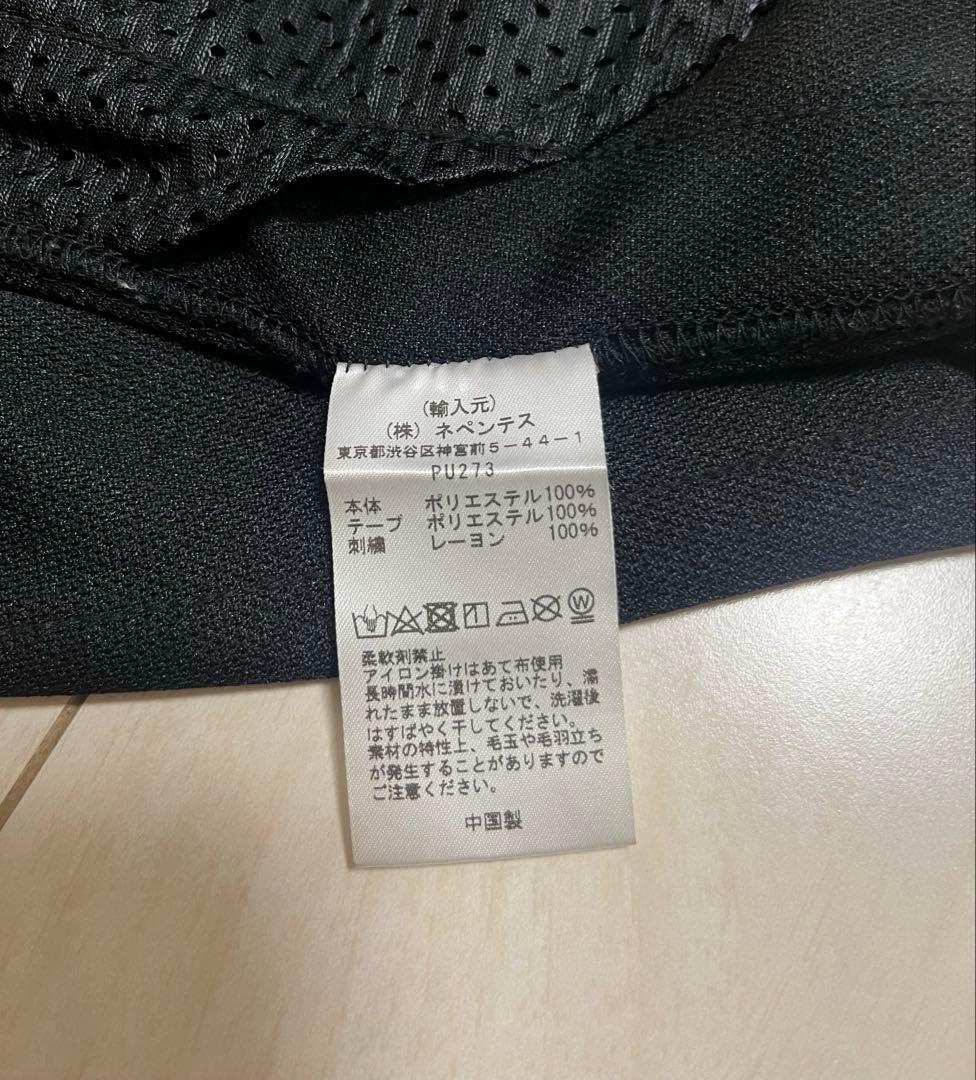 (輸入元)
(株) ネペンテス
東京都渋谷区神宮前5-44-1
PU273
本体 ポリエステル100%
テープ ポリエステル100%
刺繍 レーヨン 100%
W
柔軟剤禁止
アイロン掛けはあて布使用
長時間水に漬けておいたり、濡
れたまま放置しないで、洗濯後
はすばやく干してください。
素材の特性上、毛玉や毛羽立ち
が発生することがありますので
ご注意ください。
中国製